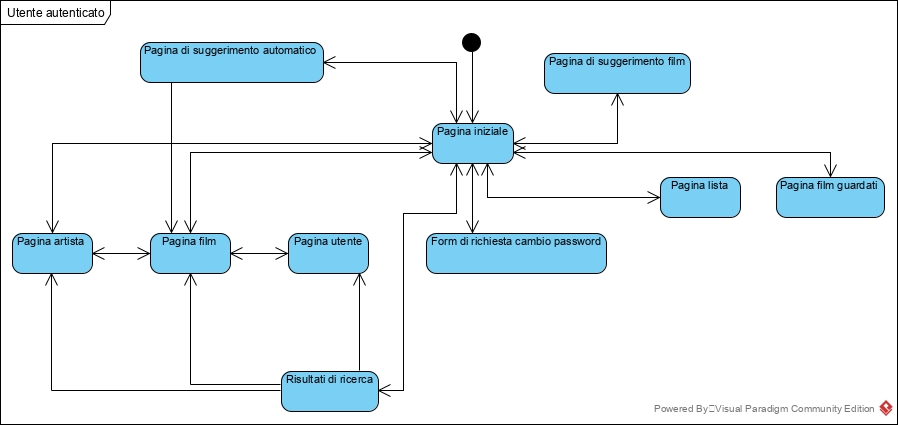 Utente autenticato
Pagina di suggerimento automatico
Pagina di suggerimento film
Pagina iniziale
Pagina lista
Pagina film guardati
Pagina artista
Pagina film
Pagina utente
Form di richiesta cambio password
Risultati di ricerca
Powered By Visual Paradigm Community Edition